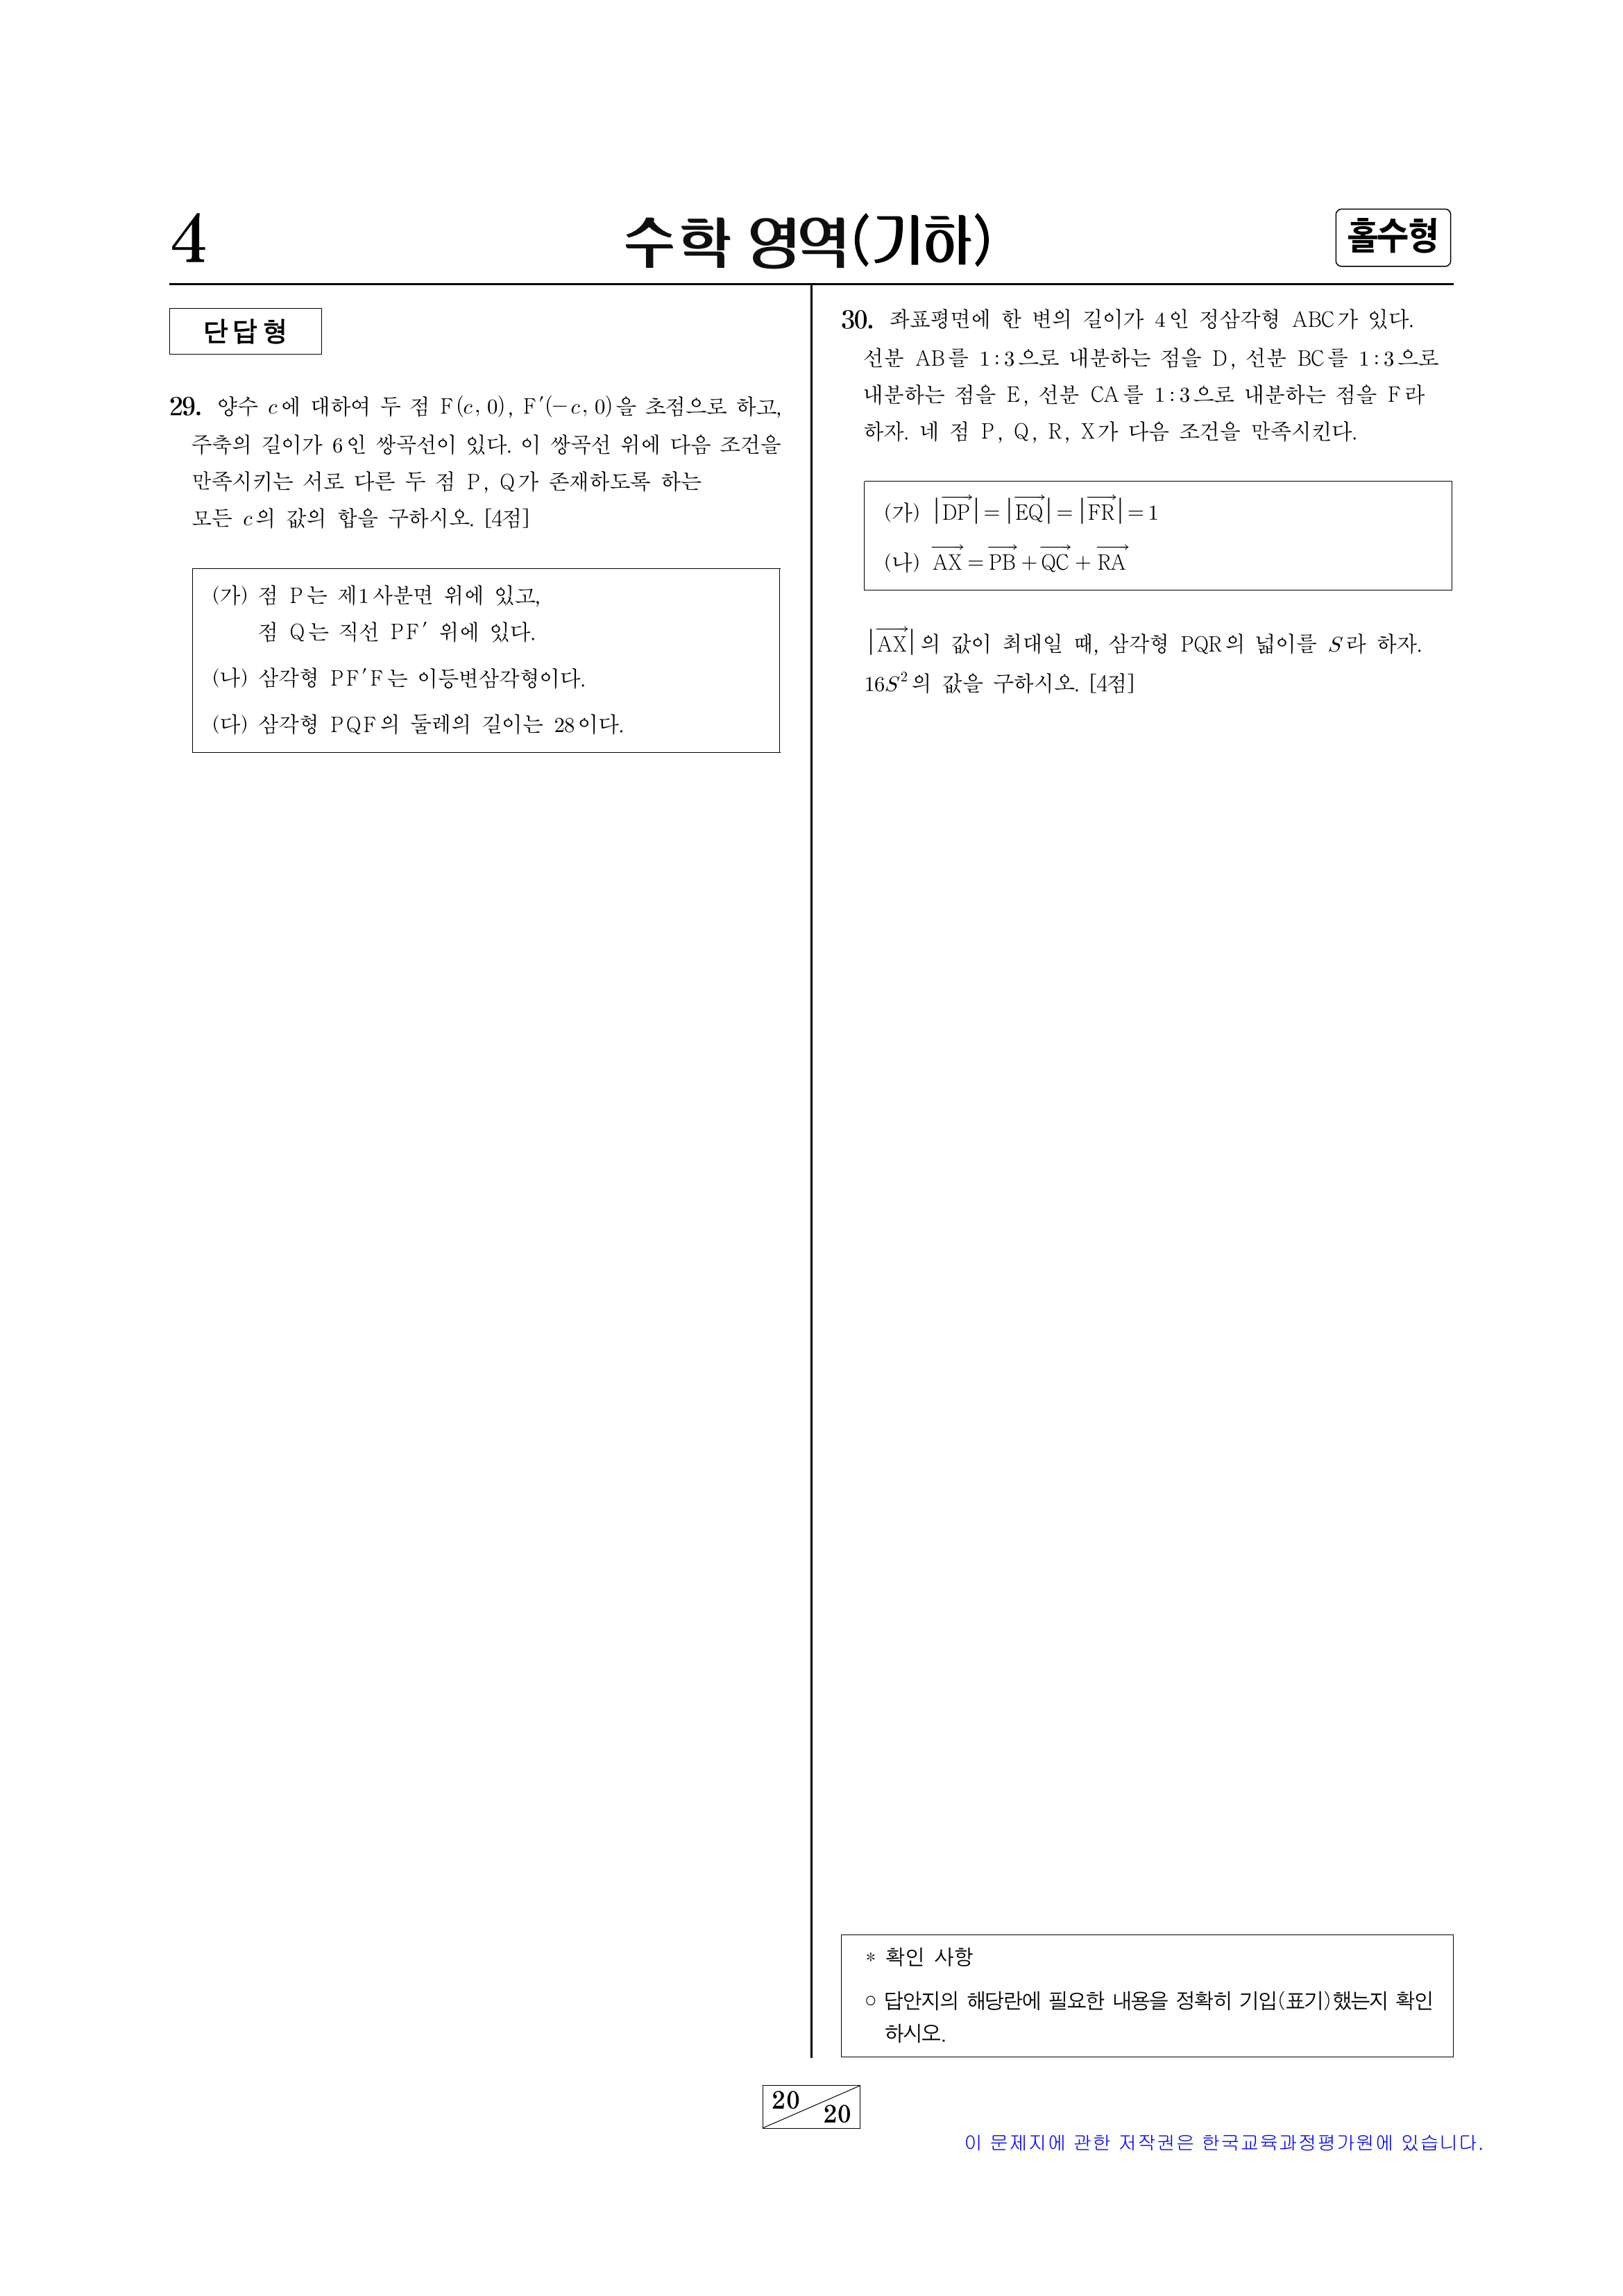 4
수학 영역(기하)
홀수형
단답형
29. 양수 c에 대하여 두 점 F(c, 0), F′(−c, 0)을 초점으로 하고,
주축의 길이가 6인 쌍곡선이 있다. 이 쌍곡선 위에 다음 조건을
만족시키는 서로 다른 두 점 P, Q가 존재하도록 하는
모든 c의 값의 합을 구하시오. [4점]
(가) 점 P는 제1사분면 위에 있고,
점 Q는 직선 PF′ 위에 있다.
(나) 삼각형 PF′F는 이등변삼각형이다.
(다) 삼각형 PQF의 둘레의 길이는 28이다.
30. 좌표평면에 한 변의 길이가 4인 정삼각형 ABC가 있다.
선분 AB를 1:3으로 내분하는 점을 D, 선분 BC를 1:3으로
내분하는 점을 E, 선분 CA를 1:3으로 내분하는 점을 F라
하자. 네 점 P, Q, R, X가 다음 조건을 만족시킨다.
(가) |DP→| = |EQ→| = |FR→| = 1
(나) AX→ = PB→ + QC→ + RA→
|AX→|의 값이 최대일 때, 삼각형 PQR의 넓이를 S라 하자.
16S²의 값을 구하시오. [4점]
* 확인 사항
○ 답안지의 해당란에 필요한 내용을 정확히 기입(표기)했는지 확인
하시오.
20
20
이 문제지에 관한 저작권은 한국교육과정평가원에 있습니다.